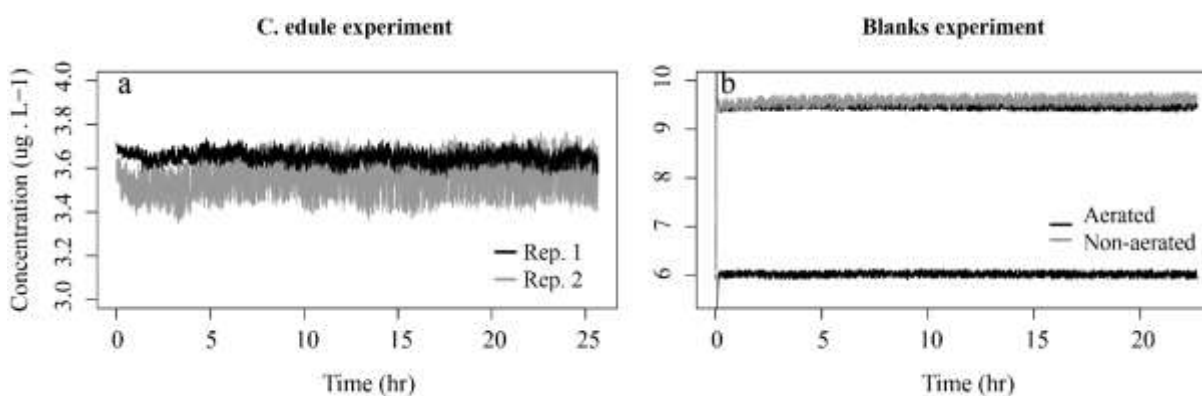 C. edule experiment
Blanks experiment
Concentration (ug . L−1)
a
4.0
3.8
3.6
3.4
3.2
3.0
Rep. 1
Rep. 2
0 5 10 15 20 25
Time (hr)
b
10
9
8
7
6
Aerated
Non-aerated
0 5 10 15 20
Time (hr)